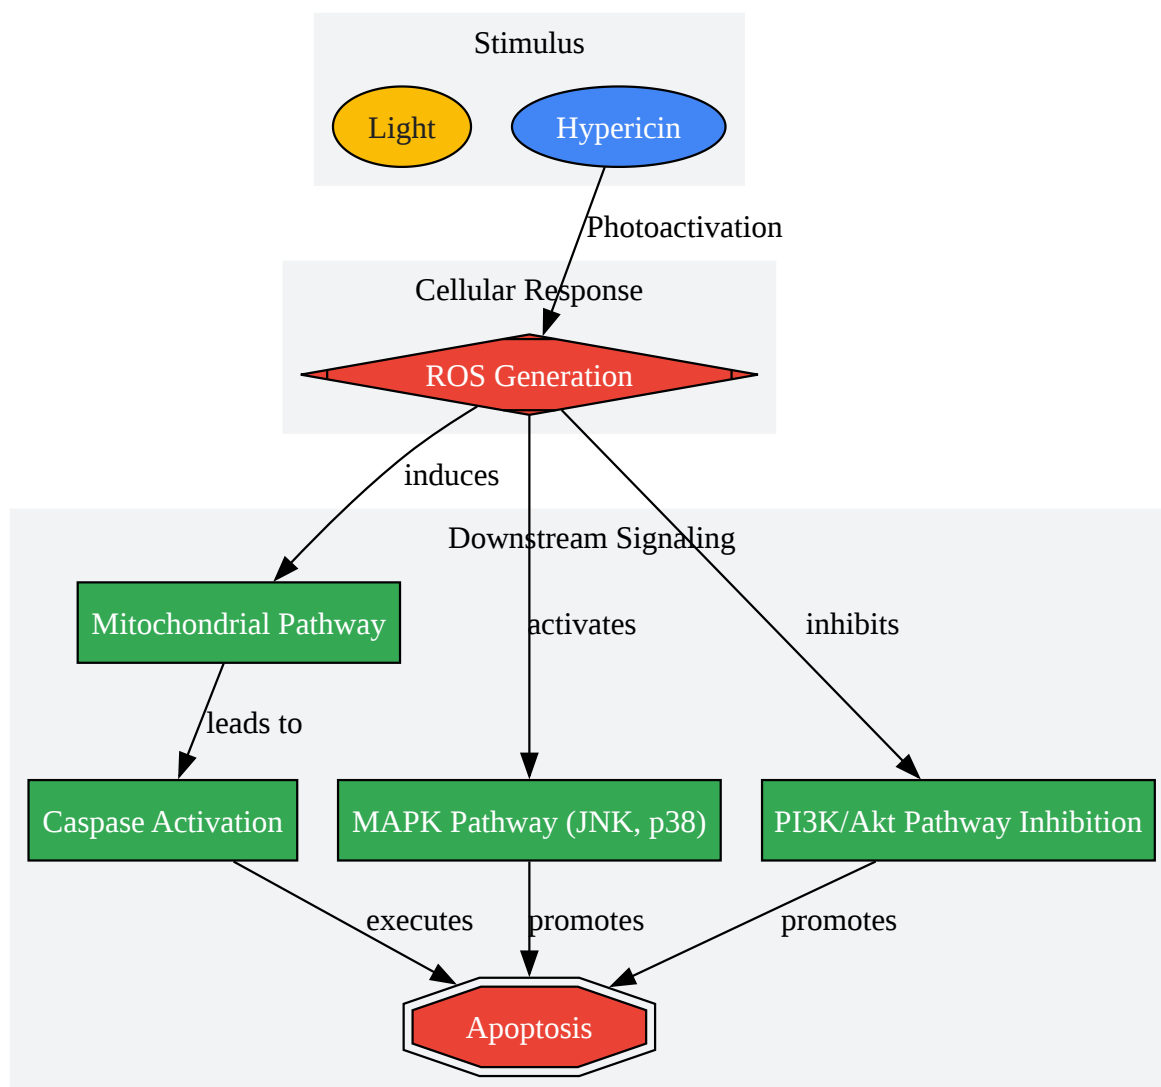 Stimulus
Light
Hypericin
Photoactivation
Cellular Response
ROS Generation
induces
Downstream Signaling
Mitochondrial Pathway
activates
inhibits
leads to
Caspase Activation
MAPK Pathway (JNK, p38)
PI3K/Akt Pathway Inhibition
executes
promotes
promotes
Apoptosis